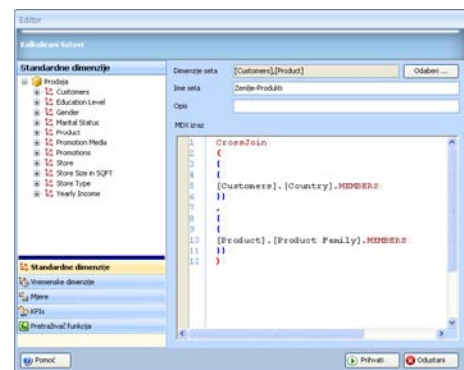 Editor
Kalkulirani Setovi
Standardne dimenzije
Prodaja
Customers
Education Level
Gender
Marital Status
Product
Promotion Media
Promotions
Store
Store Size in SQFT
Store Type
Yearly Income
Standardne dimenzije
Vremenske dimenzije
Mjere
KPIs
Pretraživač funkcija
Dimenzije seta
[Customers],[Product]
Odaberi ...
Ime seta
Zemlje-Produkti
Opis
MDX izraz
1 CrossJoin
2 (
3 (
4 (
5 [Customers].[Country].MEMBERS
6 ))
7 ,
8 (
9 (
10 [Product].[Product Family].MEMBERS
11 ))
12 )
Pomoć
Prihvati
Odustani